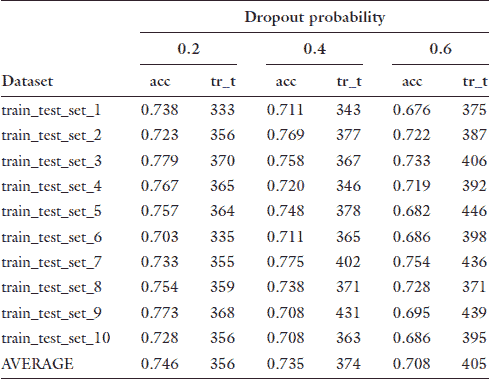 Dropout probability
0.2 0.4 0.6
Dataset acc tr_t acc tr_t acc tr_t
train_test_set_1 0.738 333 0.711 343 0.676 375
train_test_set_2 0.723 356 0.769 377 0.722 387
train_test_set_3 0.779 370 0.758 367 0.733 406
train_test_set_4 0.767 365 0.720 346 0.719 392
train_test_set_5 0.757 364 0.748 378 0.682 446
train_test_set_6 0.703 335 0.711 365 0.686 398
train_test_set_7 0.733 355 0.775 402 0.754 436
train_test_set_8 0.754 359 0.738 371 0.728 371
train_test_set_9 0.773 368 0.708 431 0.695 439
train_test_set_10 0.728 356 0.708 363 0.686 395
AVERAGE 0.746 356 0.735 374 0.708 405